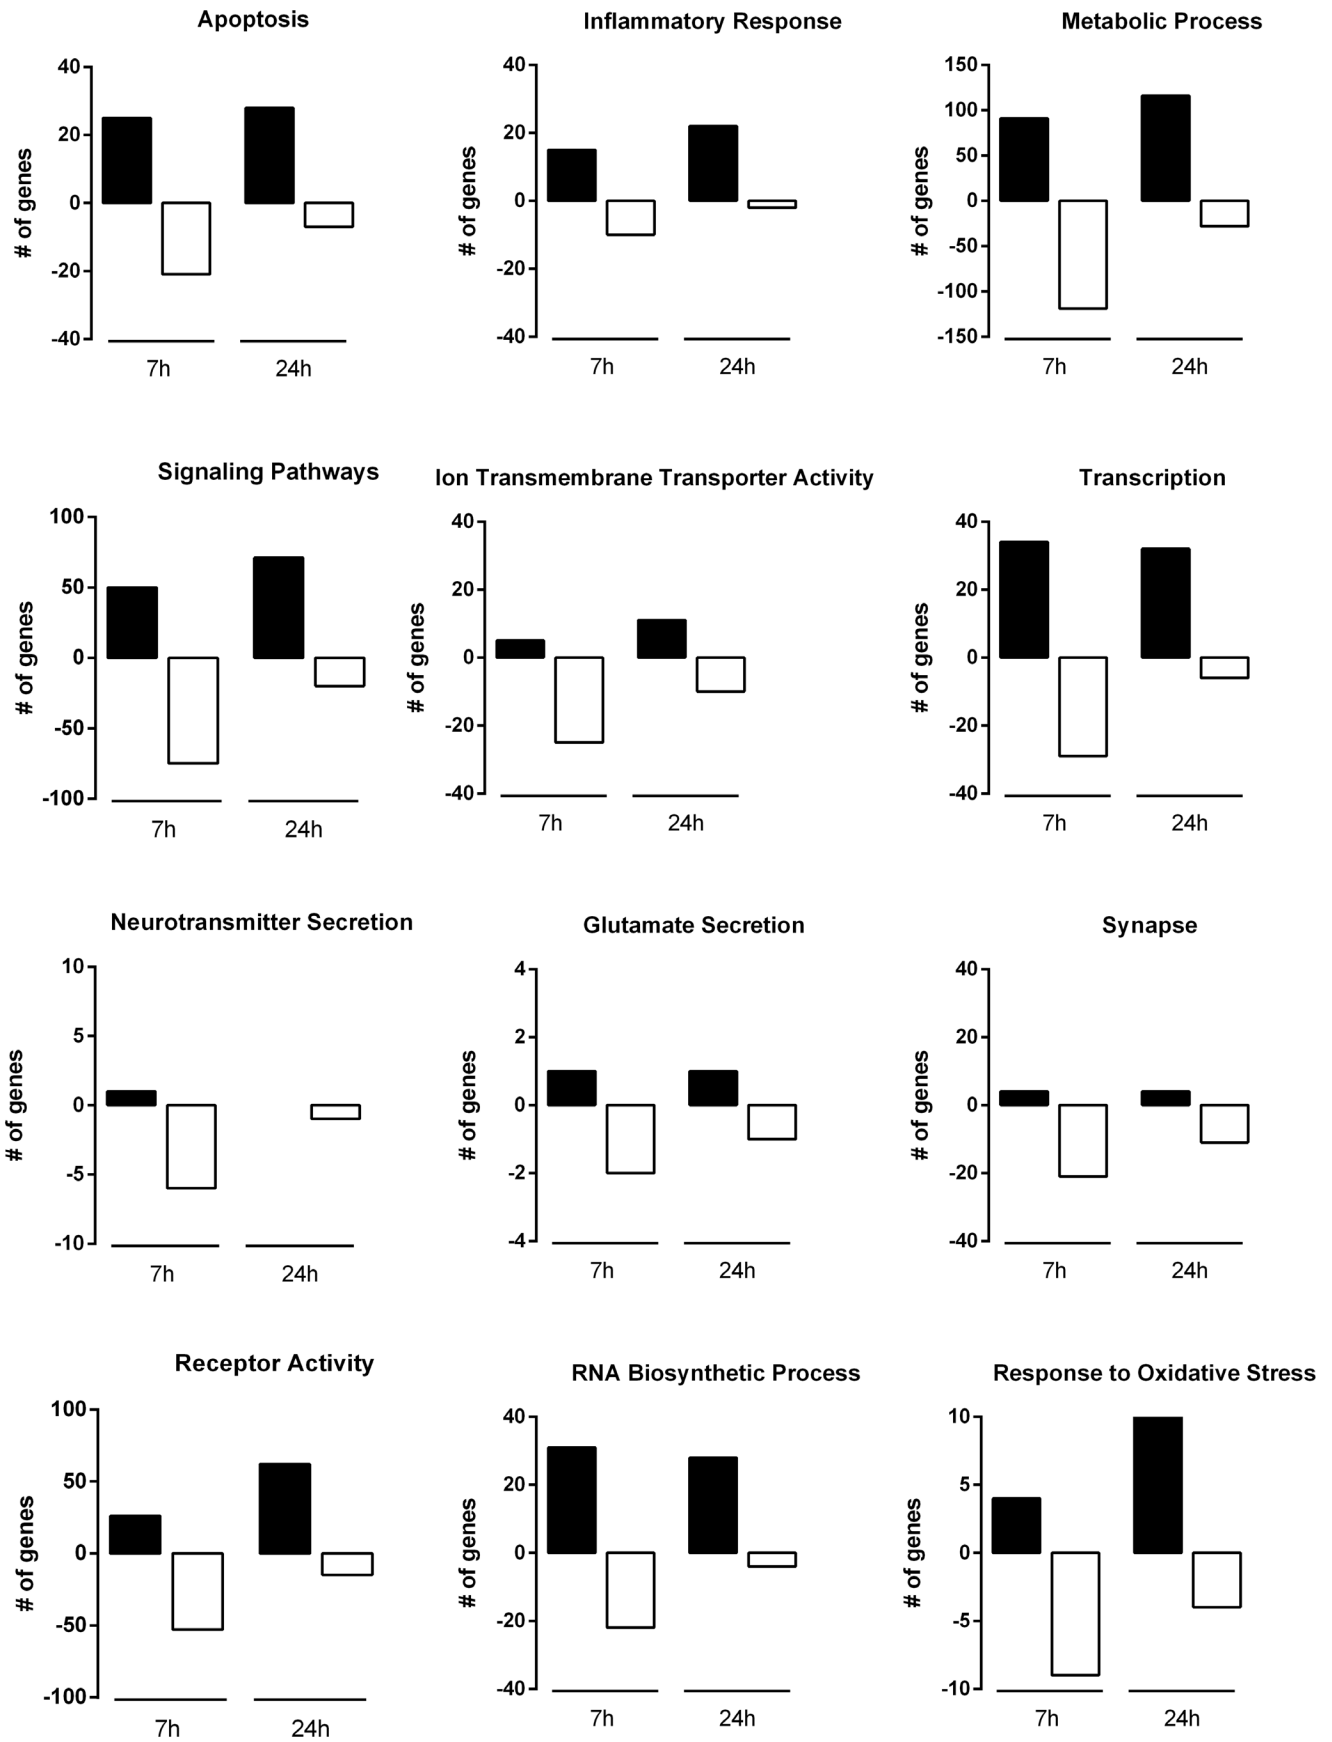 Apoptosis
# of genes
40
20
0
-20
-40
7h 24h
Inflammatory Response
# of genes
40
20
0
-20
-40
7h 24h
Metabolic Process
# of genes
150
100
50
0
-50
-100
-150
7h 24h
Signaling Pathways
# of genes
100
50
0
-50
-100
7h 24h
Ion Transmembrane Transporter Activity
# of genes
40
20
0
-20
-40
7h 24h
Transcription
# of genes
40
20
0
-20
-40
7h 24h
Neurotransmitter Secretion
# of genes
10
5
0
-5
-10
7h 24h
Glutamate Secretion
# of genes
4
2
0
-2
-4
7h 24h
Synapse
# of genes
40
20
0
-20
-40
7h 24h
Receptor Activity
# of genes
100
50
0
-50
-100
7h 24h
RNA Biosynthetic Process
# of genes
40
20
0
-20
-40
7h 24h
Response to Oxidative Stress
# of genes
10
5
0
-5
-10
7h 24h